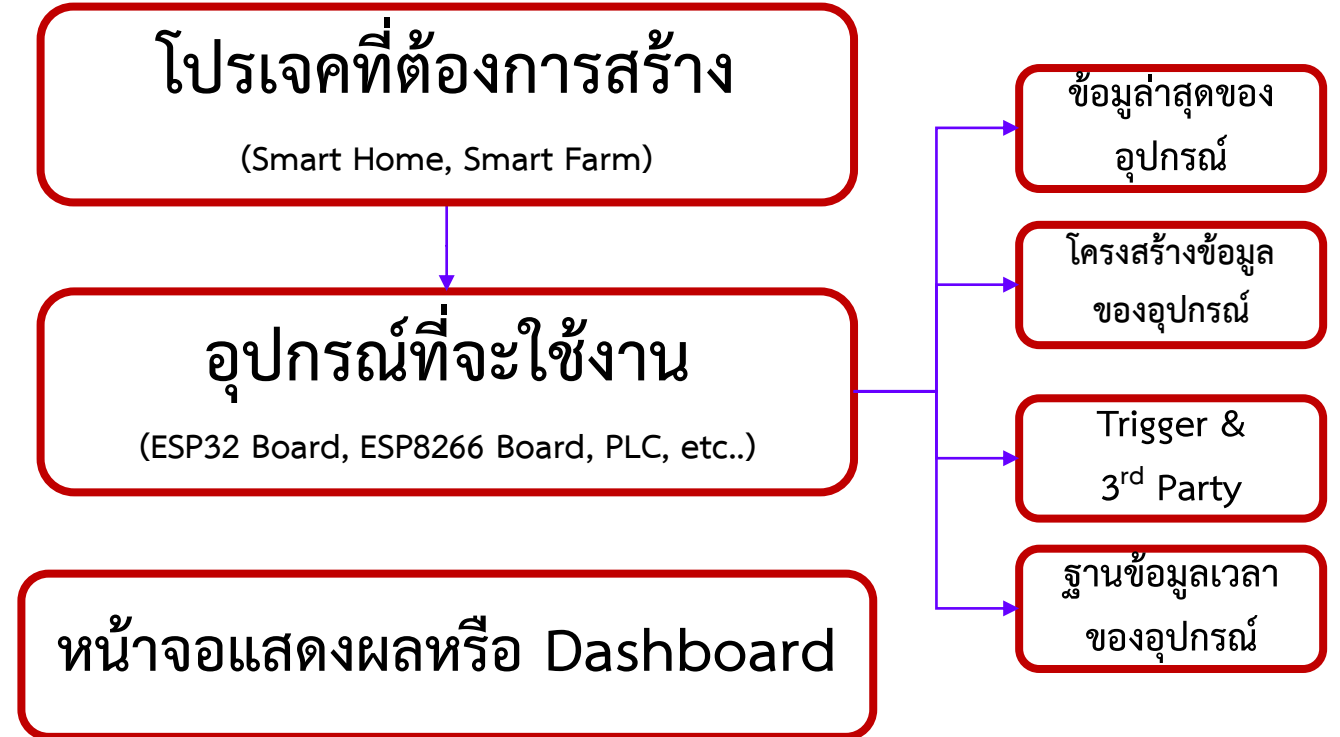 โปรเจคที่ต้องการสร้าง
(Smart Home, Smart Farm)
อุปกรณ์ที่จะใช้งาน
(ESP32 Board, ESP8266 Board, PLC, etc..)
หน้าจอแสดงผลหรือ Dashboard
ข้อมูล่าสุดของ
อุปกรณ์
โครงสร้างข้อมูล
ของอุปกรณ์
Trigger &
3rd Party
ฐานข้อมูลเวลา
ของอุปกรณ์